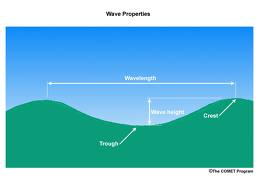 Wave Properties
Wavelength
Wave height
Crest
Trough
©The COMET Program